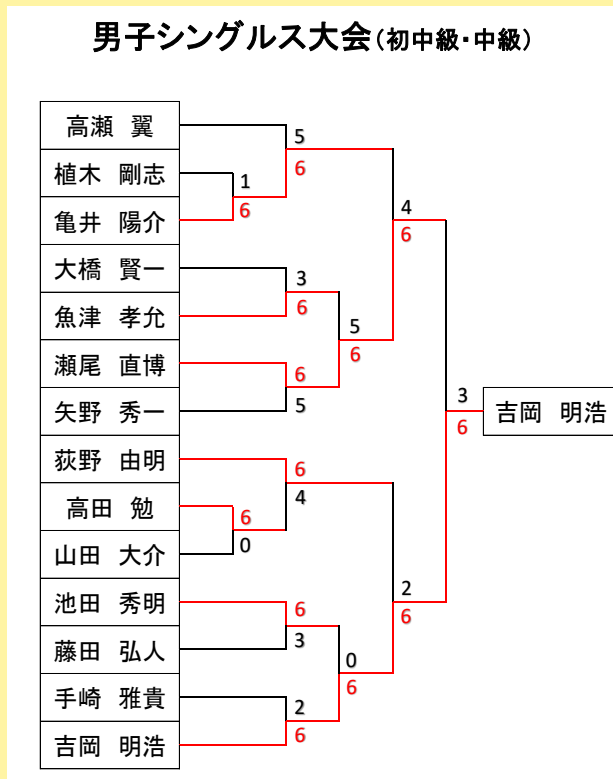 男子シングルス大会(初中級・中級)
高瀬 翼
5
植木 剛志
6
1
亀井 陽介
6
4
6
大橋 賢一
3
魚津 孝允
6
5
瀬尾 直博
6
6
矢野 秀一
5
3
吉岡 明浩
6
荻野 由明
6
高田 勉
4
6
山田 大介
0
2
池田 秀明
6
6
藤田 弘人
3
0
手崎 雅貴
6
2
吉岡 明浩
6